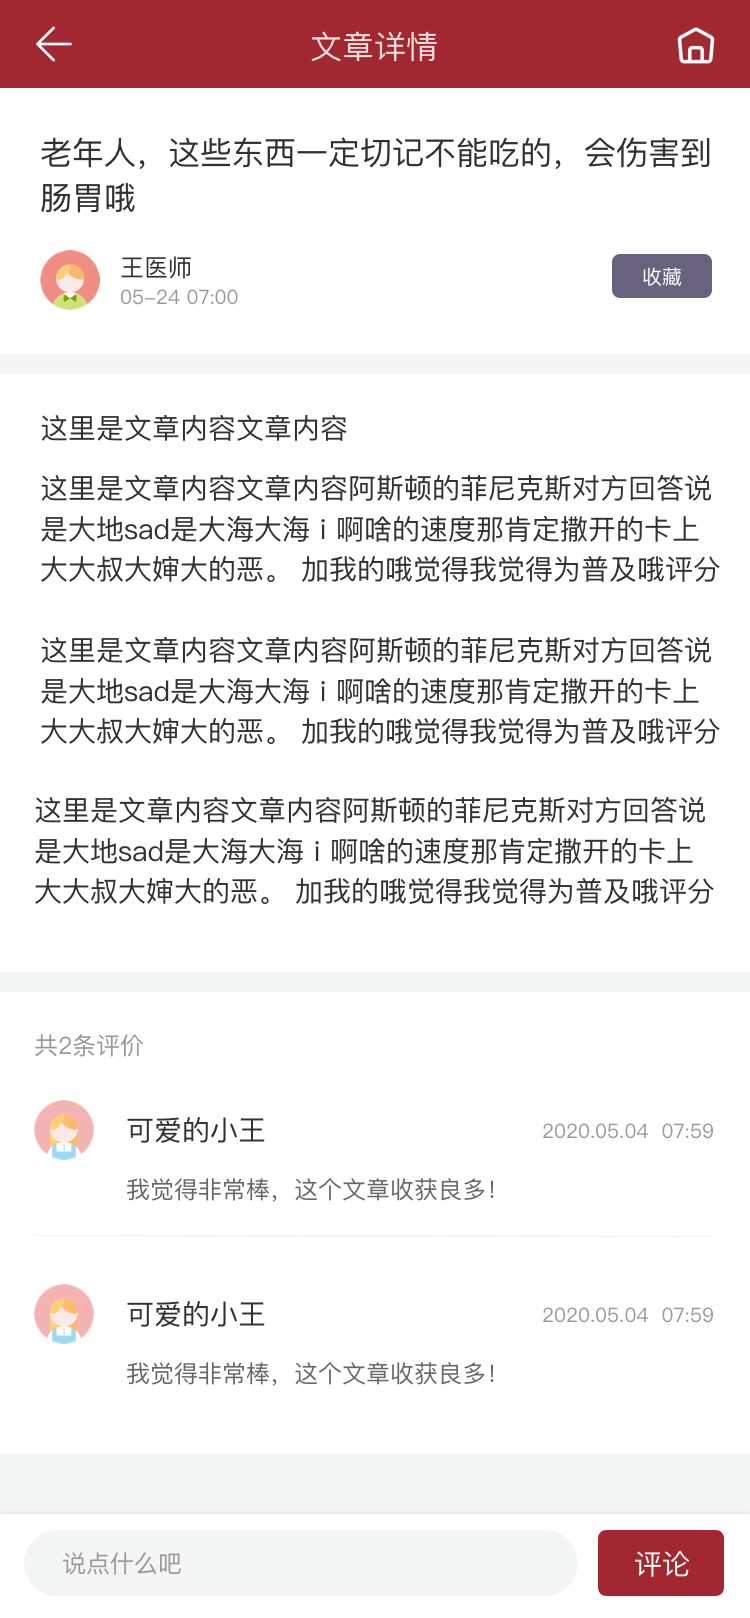 文章详情
老年人，这些东西一定切记不能吃的，会伤害到
肠胃哦
王医师
05-24 07:00
收藏
这里是文章内容文章内容
这里是文章内容文章内容阿斯顿的菲尼克斯对方回答说
是大地sad是大海大海ｉ啊啥的速度那肯定撒开的卡上
大大叔大婶大的恶。 加我的哦觉得我觉得为普及哦评分
这里是文章内容文章内容阿斯顿的菲尼克斯对方回答说
是大地sad是大海大海ｉ啊啥的速度那肯定撒开的卡上
大大叔大婶大的恶。 加我的哦觉得我觉得为普及哦评分
这里是文章内容文章内容阿斯顿的菲尼克斯对方回答说
是大地sad是大海大海ｉ啊啥的速度那肯定撒开的卡上
大大叔大婶大的恶。 加我的哦觉得我觉得为普及哦评分
共2条评价
可爱的小王
2020.05.04 07:59
我觉得非常棒，这个文章收获良多！
可爱的小王
2020.05.04 07:59
我觉得非常棒，这个文章收获良多！
说点什么吧
评论